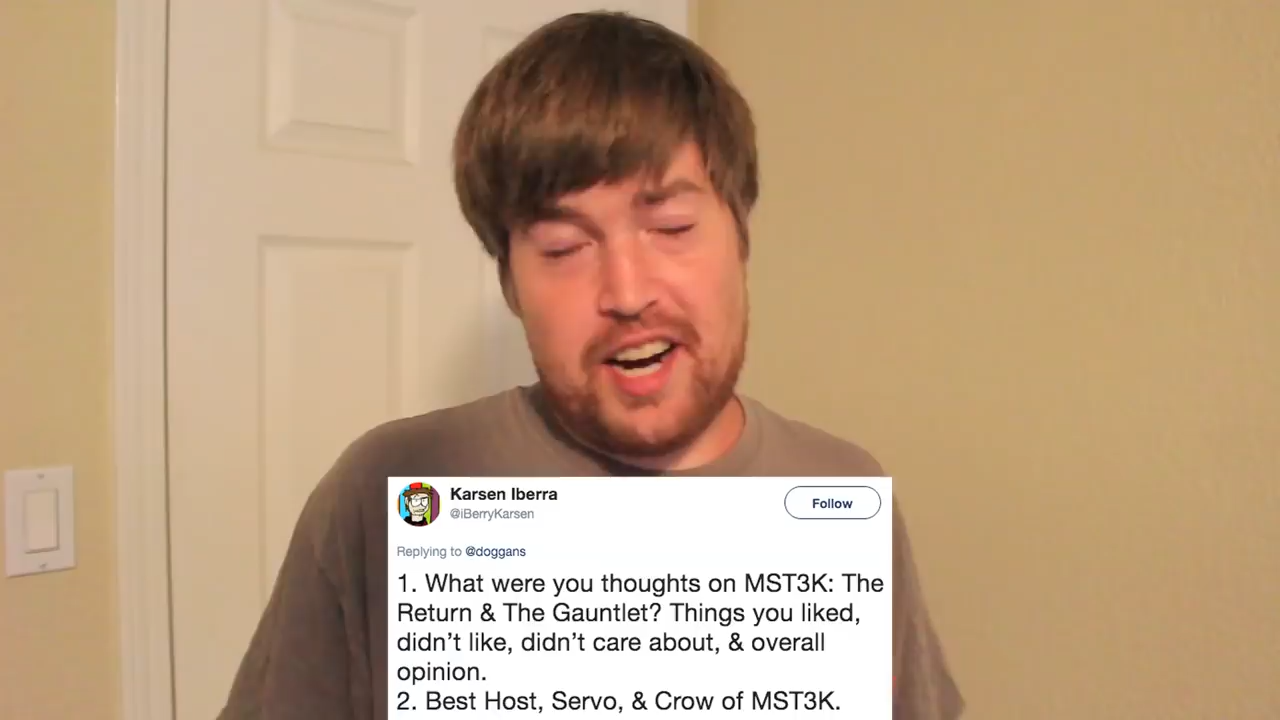 Karsen Iberra
@iBerryKarsen
Follow
Replying to @doggans
1. What were you thoughts on MST3K: The
Return & The Gauntlet? Things you liked,
didn’t like, didn’t care about, & overall
opinion.
2. Best Host, Servo, & Crow of MST3K.